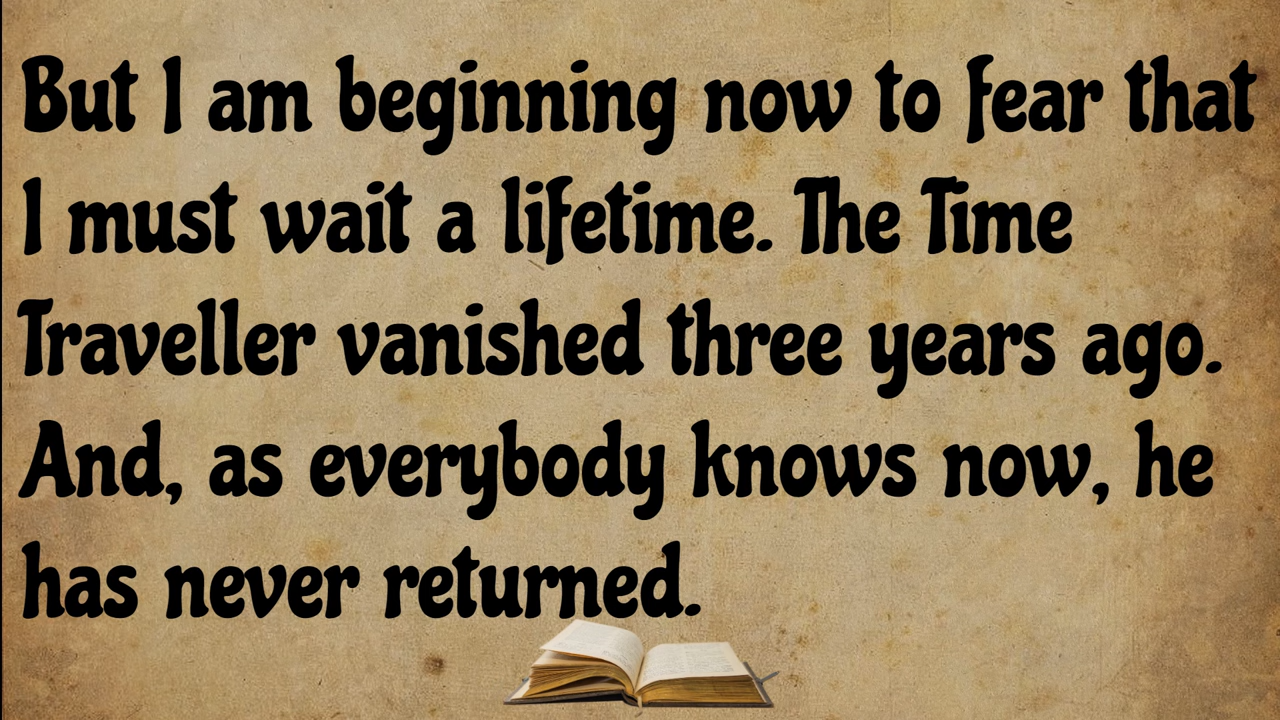 But I am beginning now to fear that
I must wait a lifetime. The Time
Traveller vanished three years ago.
And, as everybody knows now, he
has never returned.